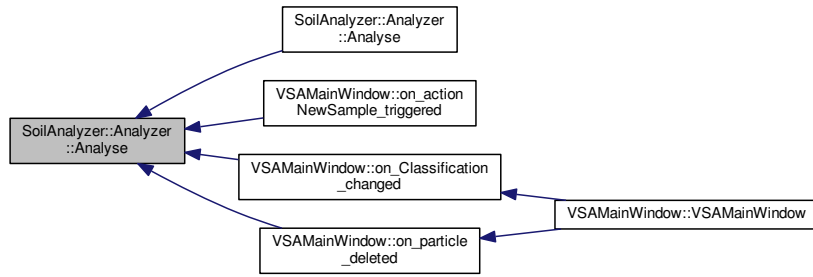 SoilAnalyzer::Analyzer
::Analyse
VSAMainWindow::on_action
NewSample_triggered
SoilAnalyzer::Analyzer
::Analyse
VSAMainWindow::on_Classification
_changed
VSAMainWindow::VSAMainWindow
VSAMainWindow::on_particle
_deleted